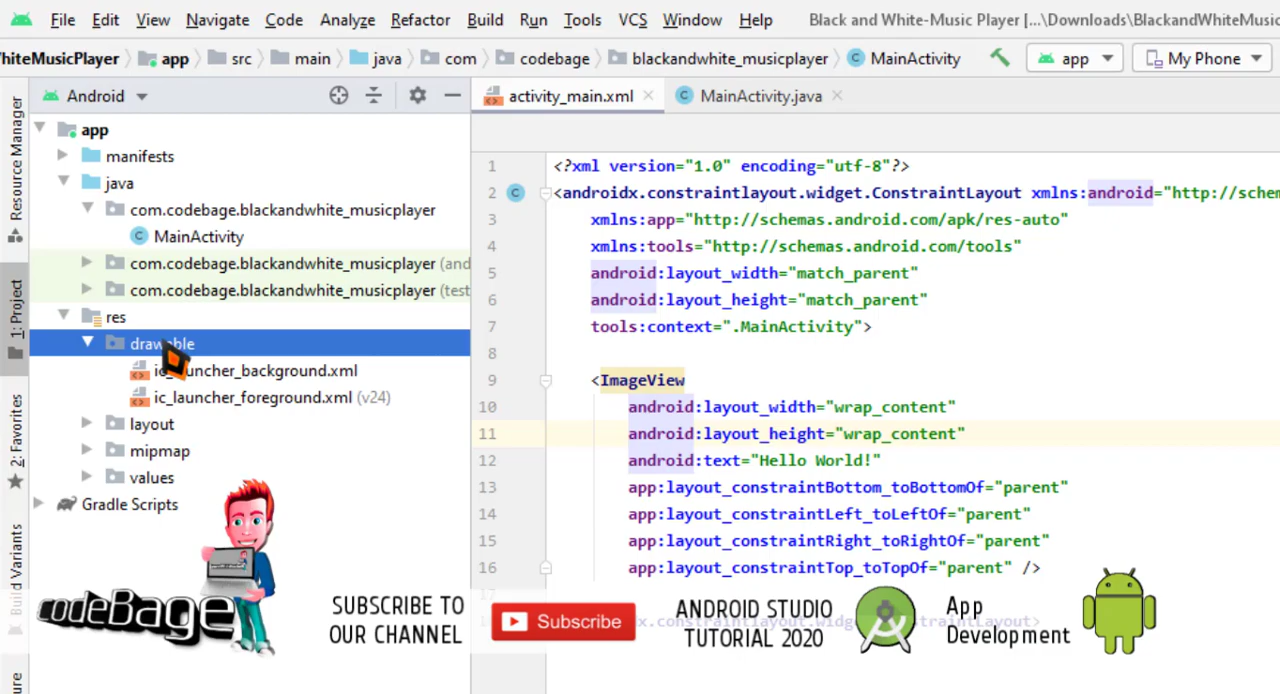 File Edit View Navigate Code Analyze Refactor Build Run Tools VCS Window Help Black and White-Music Player [...\Downloads\BlackandWhiteMusic
hiteMusicPlayer app src main java com codebage blackandwhite_musicplayer MainActivity app My Phone
Android
activity_main.xml MainActivity.java
Resource Manager
1: Project
2: Favorites
Build Variants
app
manifests
java
com.codebage.blackandwhite_musicplayer
MainActivity
com.codebage.blackandwhite_musicplayer (and
com.codebage.blackandwhite_musicplayer (test
res
drawable
ic_launcher_background.xml
ic_launcher_foreground.xml (v24)
layout
mipmap
values
Gradle Scripts
1 <?xml version="1.0" encoding="utf-8"?>
2 <androidx.constraintlayout.widget.ConstraintLayout xmlns:android="http://schema
3 xmlns:app="http://schemas.android.com/apk/res-auto"
4 xmlns:tools="http://schemas.android.com/tools"
5 android:layout_width="match_parent"
6 android:layout_height="match_parent"
7 tools:context=".MainActivity">
8
9 <ImageView
10 android:layout_width="wrap_content"
11 android:layout_height="wrap_content"
12 android:text="Hello World!"
13 app:layout_constraintBottom_toBottomOf="parent"
14 app:layout_constraintLeft_toLeftOf="parent"
15 app:layout_constraintRight_toRightOf="parent"
16 app:layout_constraintTop_toTopOf="parent" />
codeBage
SUBSCRIBE TO
OUR CHANNEL
Subscribe
ANDROID STUDIO
TUTORIAL 2020
App
Development